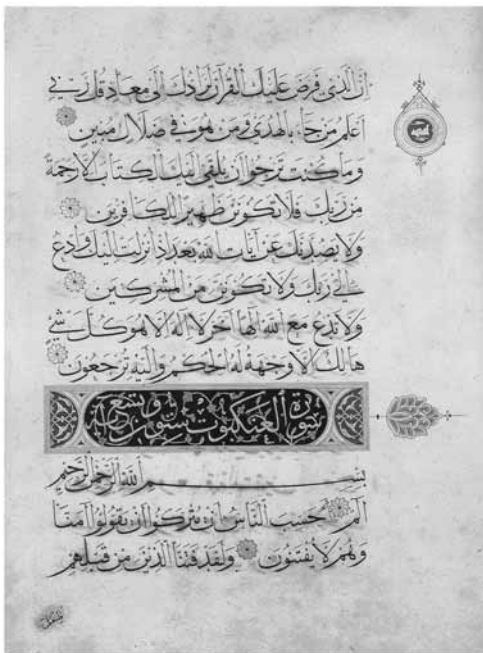 إن الذي فرض عليك القرآن لرادك إلى معاد قل ربي
أعلم من جاء بالهدى ومن هو في ضلال مبين
وما كنت ترجوا أن يلقى إليك الكتاب إلا رحمة
من ربك فلا تكونن ظهيرا للكافرين
ولا يصدنك عن آيات الله بعد إذ أنزلت إليك وادع
إلى ربك ولا تكونن من المشركين
ولا تدع مع الله إلها آخر لا إله إلا هو كل شيء
هالك إلا وجهه له الحكم وإليه ترجعون
سورة العنكبوت ستون وتسع
بسم الله الرحمن الرحيم
الم حسب الناس أن يتركوا أن يقولوا آمنا
وهم لا يفتنون ولقد فتنا الذين من قبلهم